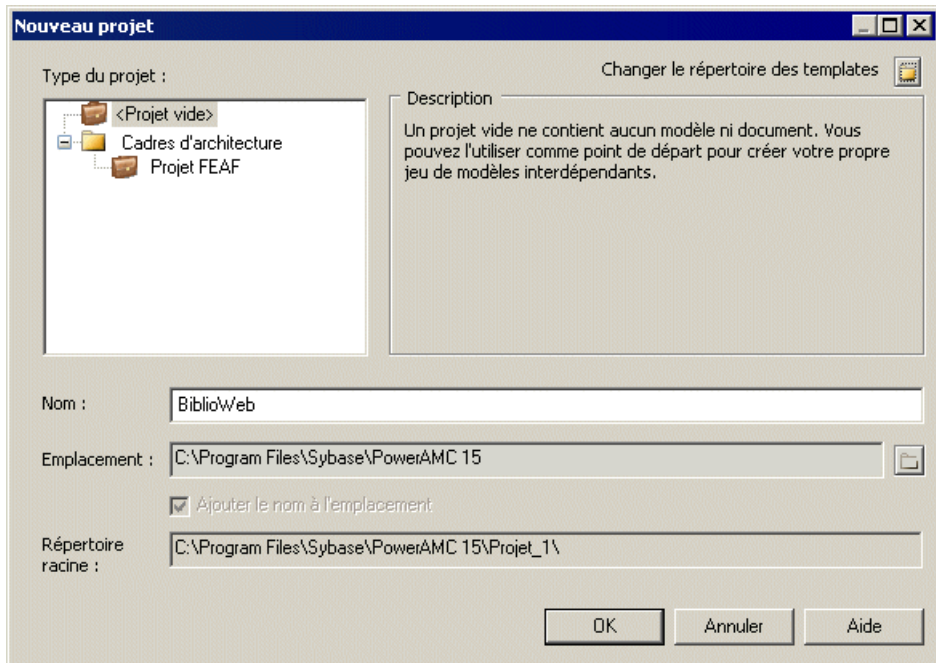 Nouveau projet
Type du projet :
Changer le répertoire des templates
<Projet vide>
Cadres d'architecture
Projet FEAF
Description
Un projet vide ne contient aucun modèle ni document. Vous
pouvez l'utiliser comme point de départ pour créer votre propre
jeu de modèles interdépendants.
Nom :
BiblioWeb
Emplacement :
C:\Program Files\Sybase\PowerAMC 15
Ajouter le nom à l'emplacement
Répertoire
racine :
C:\Program Files\Sybase\PowerAMC 15\Projet_1\
OK
Annuler
Aide